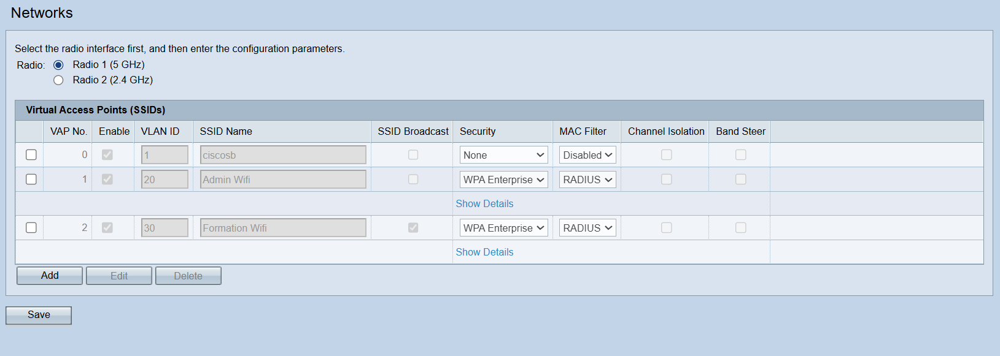 Networks
Select the radio interface first, and then enter the configuration parameters.
Radio: Radio 1 (5 GHz)
Radio 2 (2.4 GHz)
Virtual Access Points (SSIDs)
VAP No. Enable VLAN ID SSID Name SSID Broadcast Security MAC Filter Channel Isolation Band Steer
0 1 ciscosb None Disabled
1 20 Admin Wifi WPA Enterprise RADIUS
Show Details
2 30 Formation Wifi WPA Enterprise RADIUS
Show Details
Add Edit Delete
Save